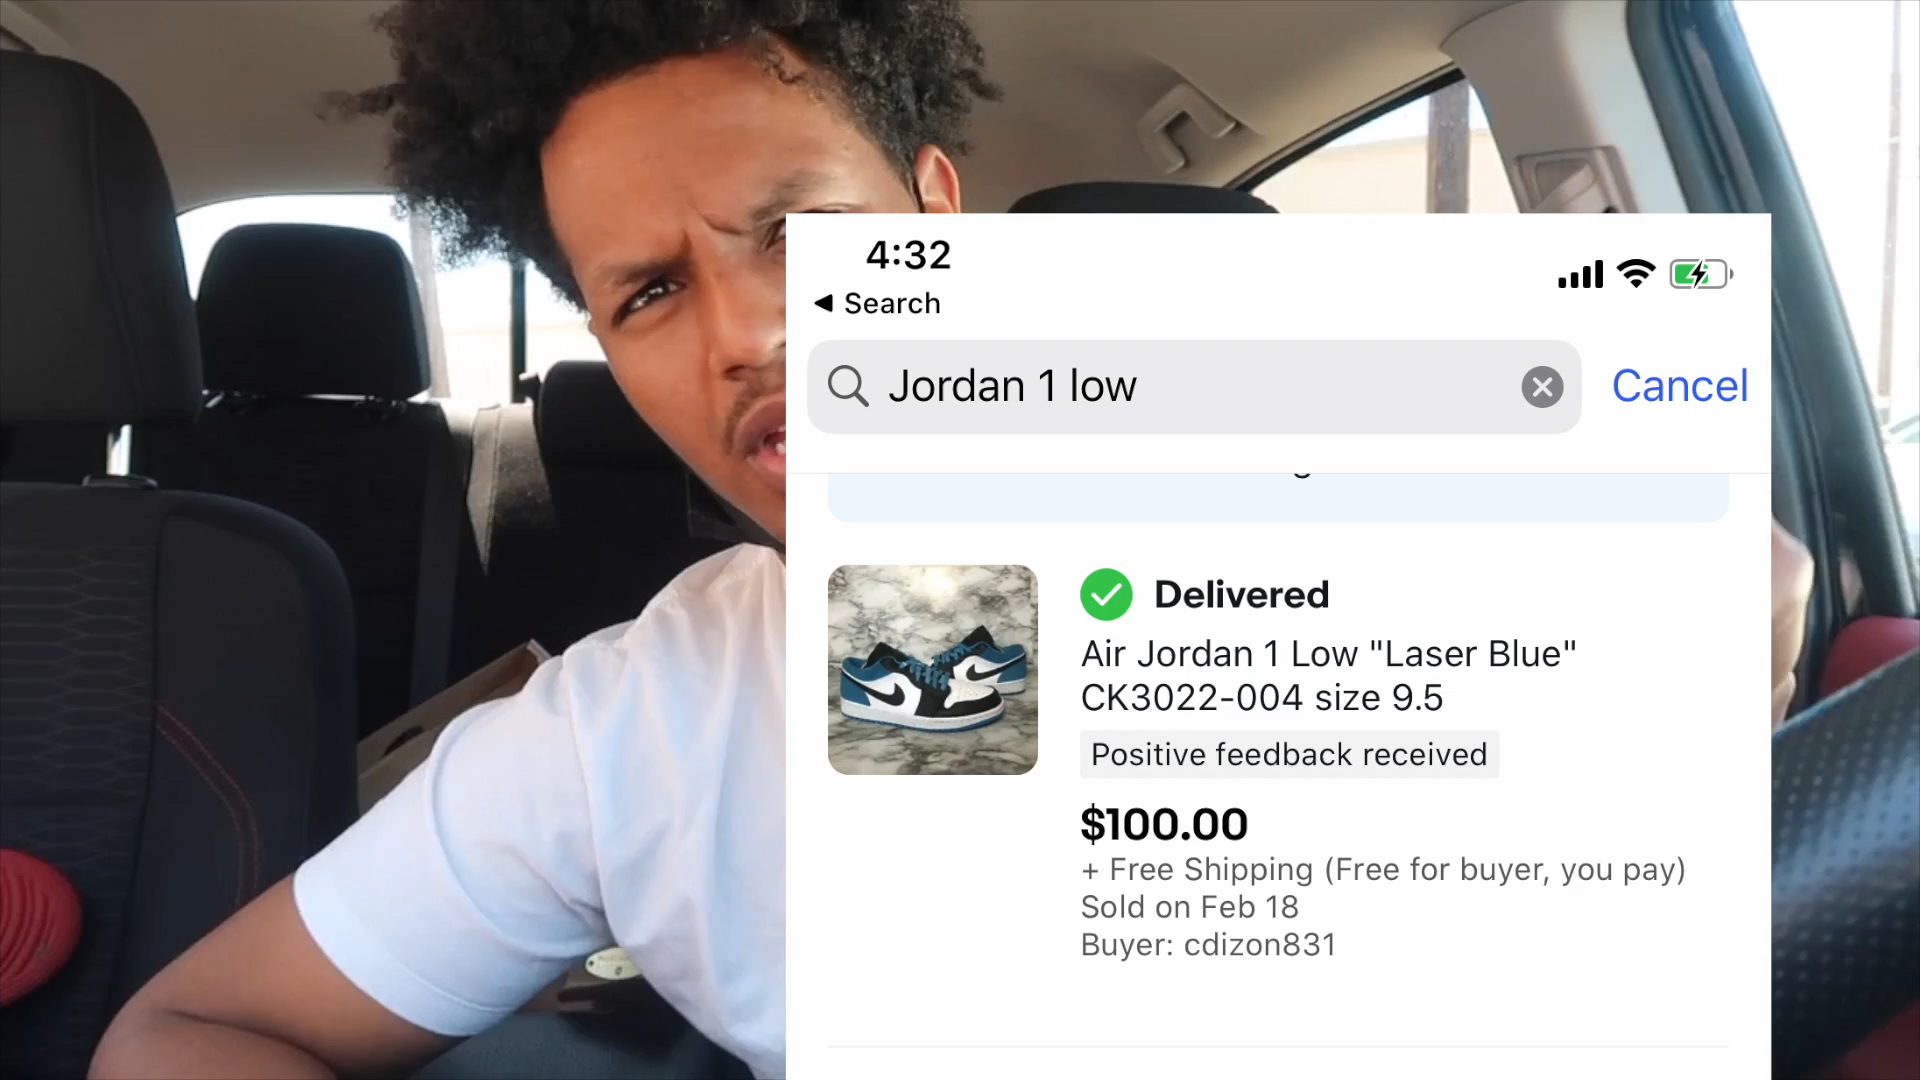 4:32
◀ Search
Jordan 1 low
Cancel
Delivered
Air Jordan 1 Low "Laser Blue"
CK3022-004 size 9.5
Positive feedback received
$100.00
+ Free Shipping (Free for buyer, you pay)
Sold on Feb 18
Buyer: cdizon831